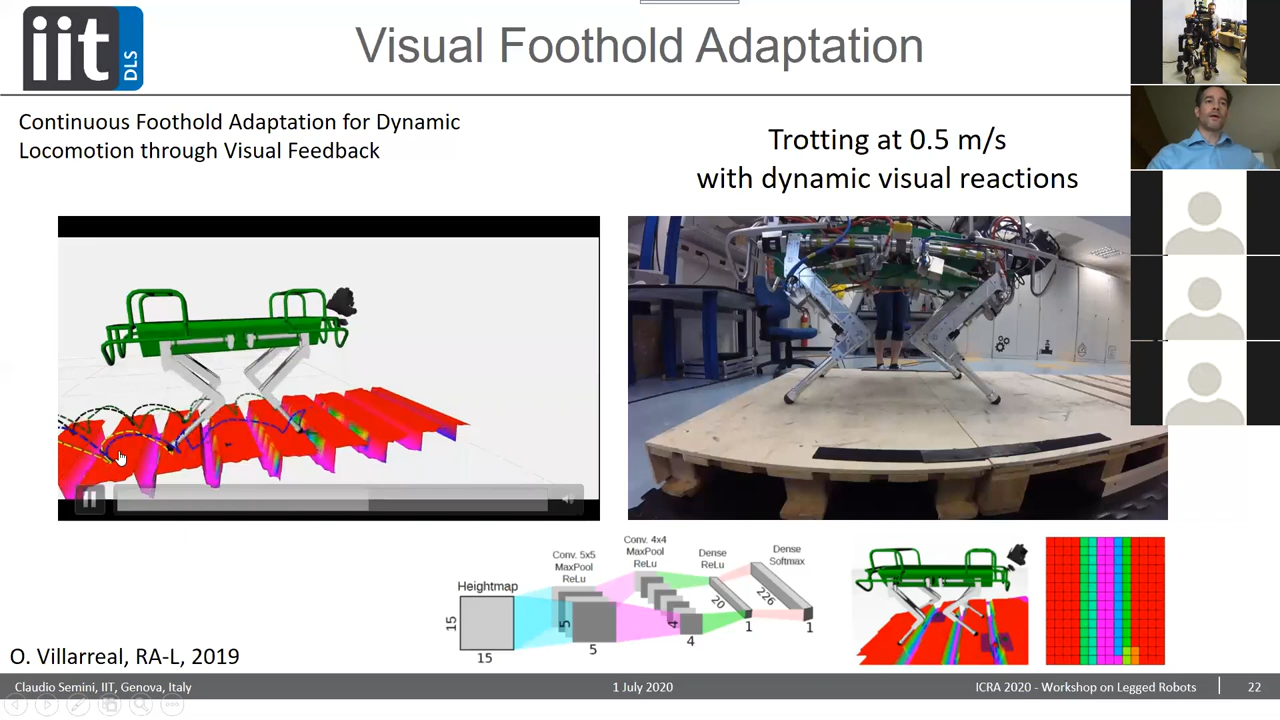 iit
DLS
Visual Foothold Adaptation
Continuous Foothold Adaptation for Dynamic
Locomotion through Visual Feedback
Trotting at 0.5 m/s
with dynamic visual reactions
Heightmap
15
15
Conv. 5x5
MaxPool
ReLu
5
5
Conv. 4x4
MaxPool
ReLu
4
4
Dense
ReLu
20
1
Dense
Softmax
226
1
O. Villarreal, RA-L, 2019
Claudio Semini, IIT, Genova, Italy
1 July 2020
ICRA 2020 - Workshop on Legged Robots
22